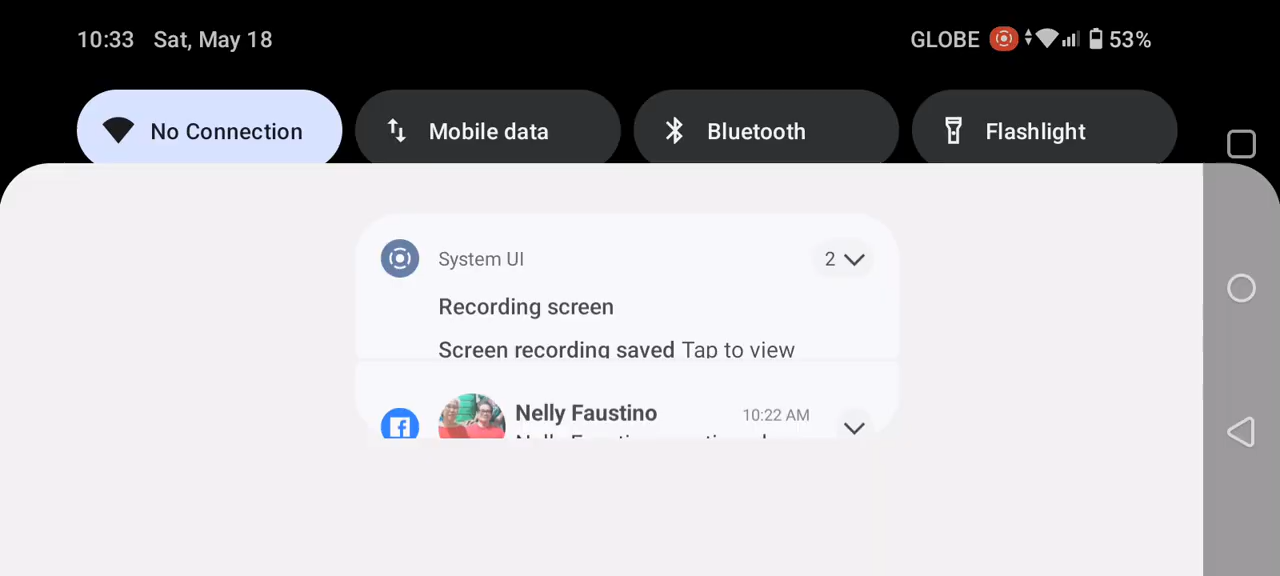 10:33 Sat, May 18 GLOBE 53%
No Connection Mobile data Bluetooth Flashlight
System UI 2
Recording screen
Screen recording saved Tap to view
Nelly Faustino 10:22 AM